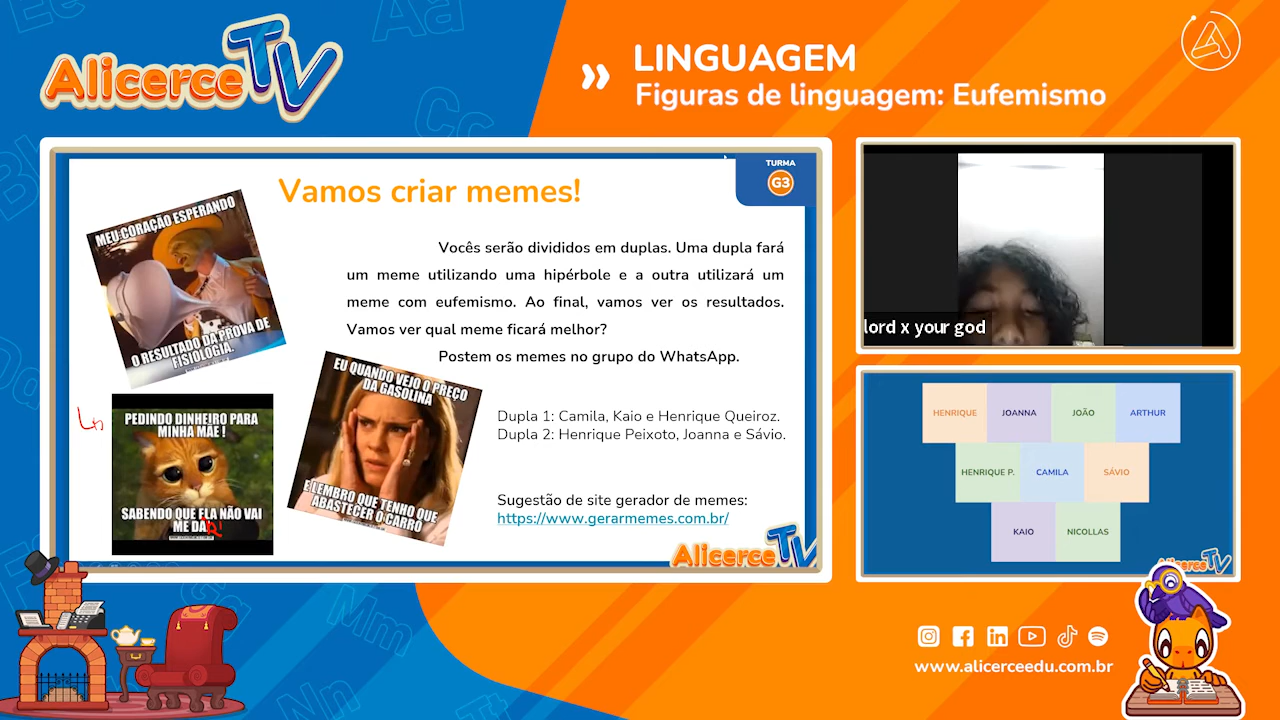 AlicerceTV
LINGUAGEM
Figuras de linguagem: Eufemismo
TURMA
G3
Vamos criar memes!
MEU CORAÇÃO ESPERANDO
O RESULTADO DA PROVA DE
FISIOLOGIA.
Vocês serão divididos em duplas. Uma dupla fará
um meme utilizando uma hipérbole e a outra utilizará um
meme com eufemismo. Ao final, vamos ver os resultados.
Vamos ver qual meme ficará melhor?
Postem os memes no grupo do WhatsApp.
EU QUANDO VEJO O PREÇO
DA GASOLINA
E LEMBRO QUE TENHO QUE
ABASTECER O CARRO
PEDINDO DINHEIRO PARA
MINHA MÃE !
SABENDO QUE ELA NÃO VAI
ME DA
Dupla 1: Camila, Kaio e Henrique Queiroz.
Dupla 2: Henrique Peixoto, Joanna e Sávio.
Sugestão de site gerador de memes:
https://www.gerarmemes.com.br/
AlicerceTV
lord x your god
HENRIQUE JOANNA JOÃO ARTHUR
HENRIQUE P. CAMILA SÁVIO
KAIO NICOLLAS
AlicerceTV
www.alicerceedu.com.br